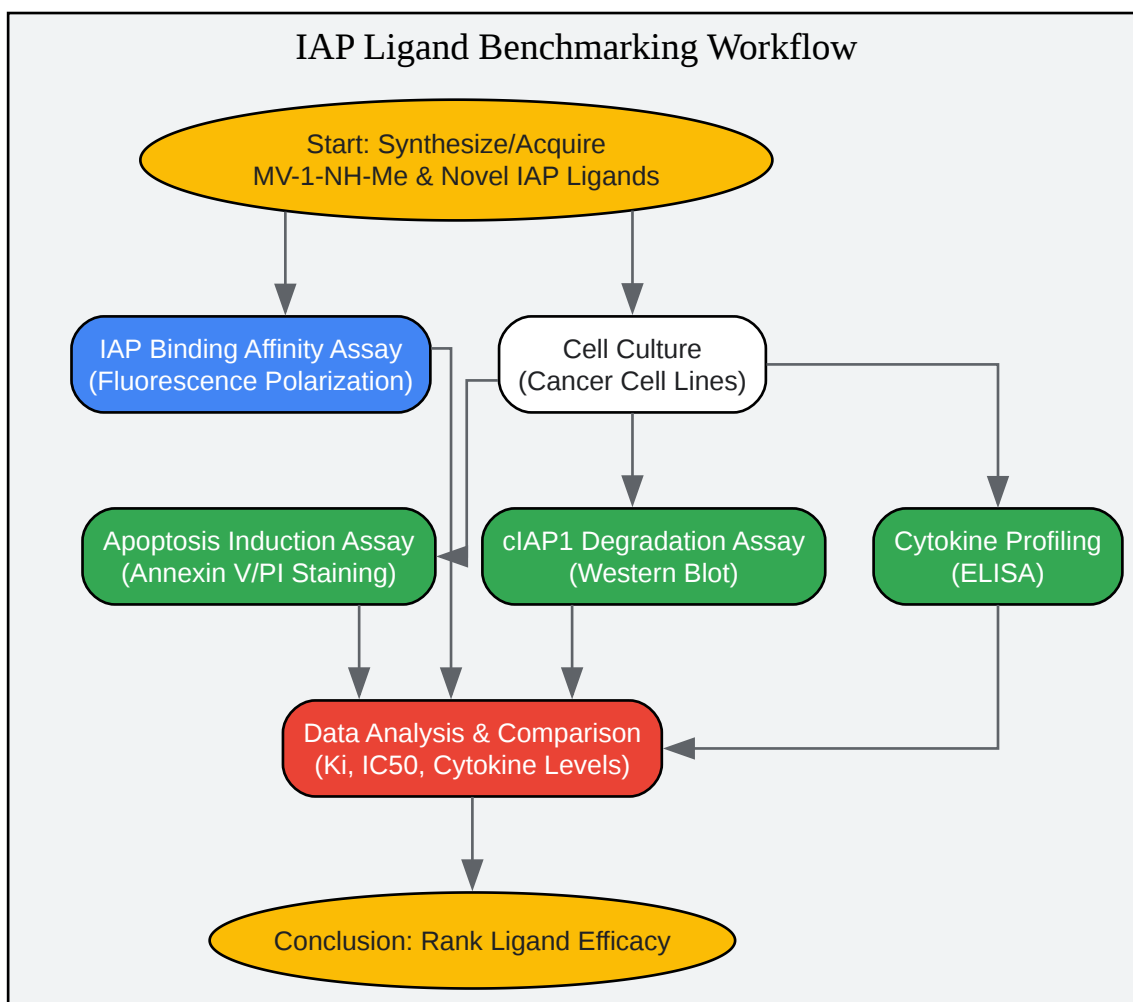 IAP Ligand Benchmarking Workflow
Start: Synthesize/Acquire
MV-1-NH-Me & Novel IAP Ligands
IAP Binding Affinity Assay
(Fluorescence Polarization)
Cell Culture
(Cancer Cell Lines)
Apoptosis Induction Assay
(Annexin V/PI Staining)
cIAP1 Degradation Assay
(Western Blot)
Cytokine Profiling
(ELISA)
Data Analysis & Comparison
(Ki, IC50, Cytokine Levels)
Conclusion: Rank Ligand Efficacy